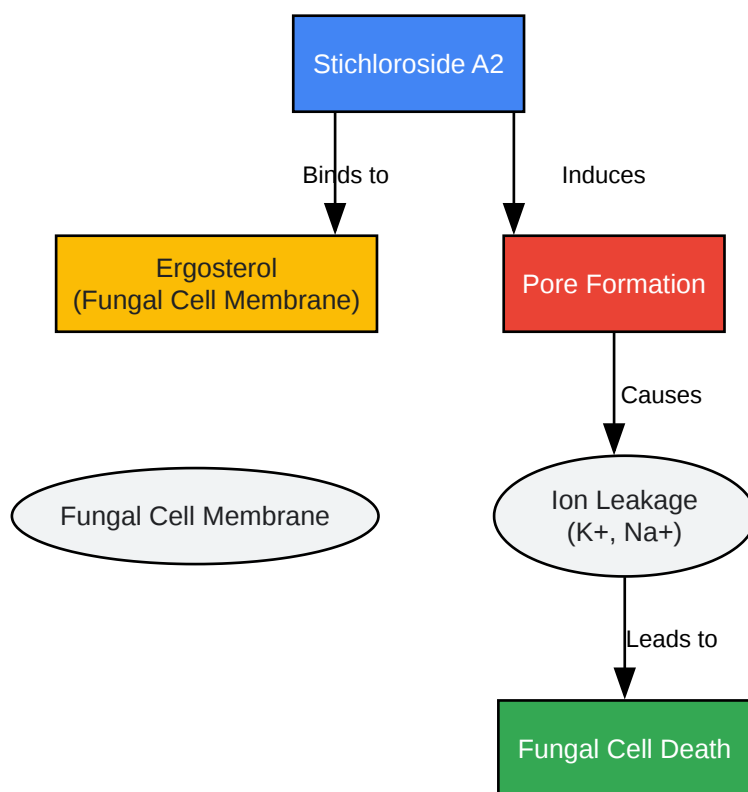 Stichloroside A2
Binds to
Induces
Ergosterol
(Fungal Cell Membrane)
Pore Formation
Causes
Fungal Cell Membrane
Ion Leakage
(K+, Na+)
Leads to
Fungal Cell Death